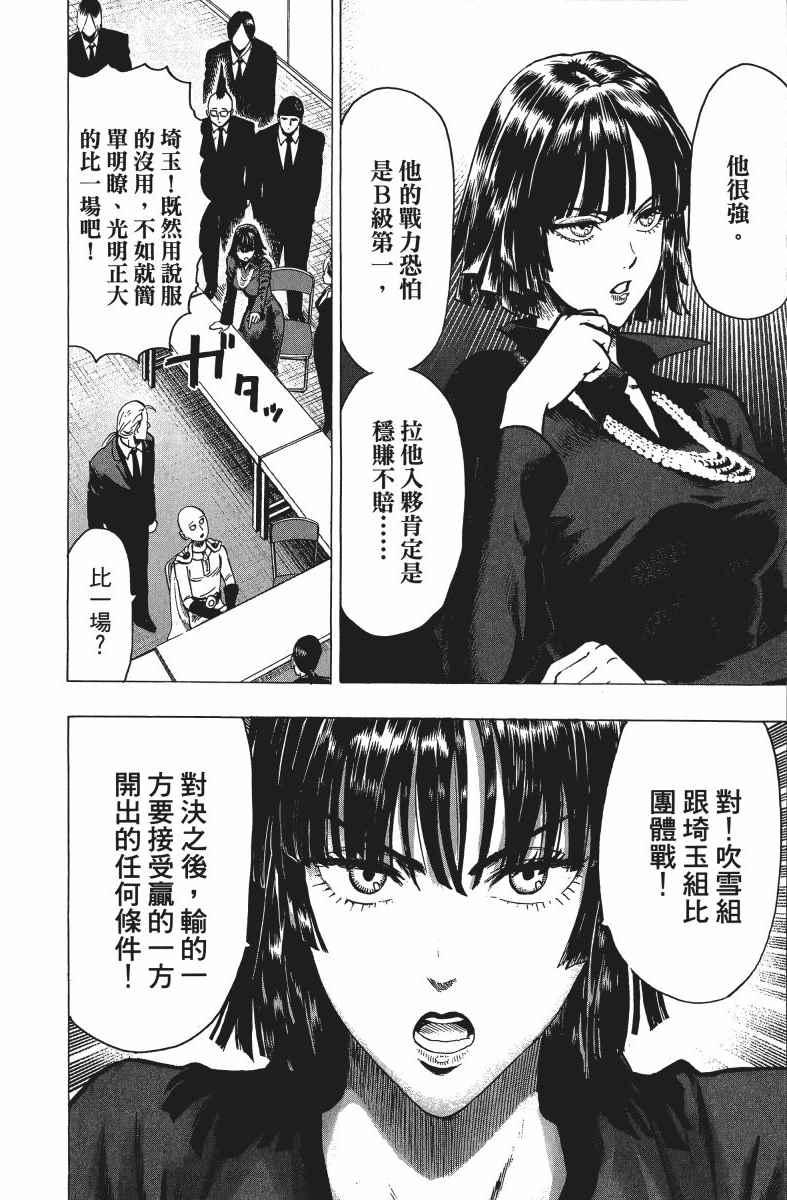 他很強。
他的戰力恐怕
是B級第一，
拉他入夥肯定是
穩賺不賠……
埼玉！既然用說服
的沒用，不如就簡
單明瞭、光明正大
的比一場吧！
ガタッ
比一場？
對！吹雪組
跟埼玉組比
團體戰！
對決之後，輸的一
方要接受贏的一方
開出的任何條件！